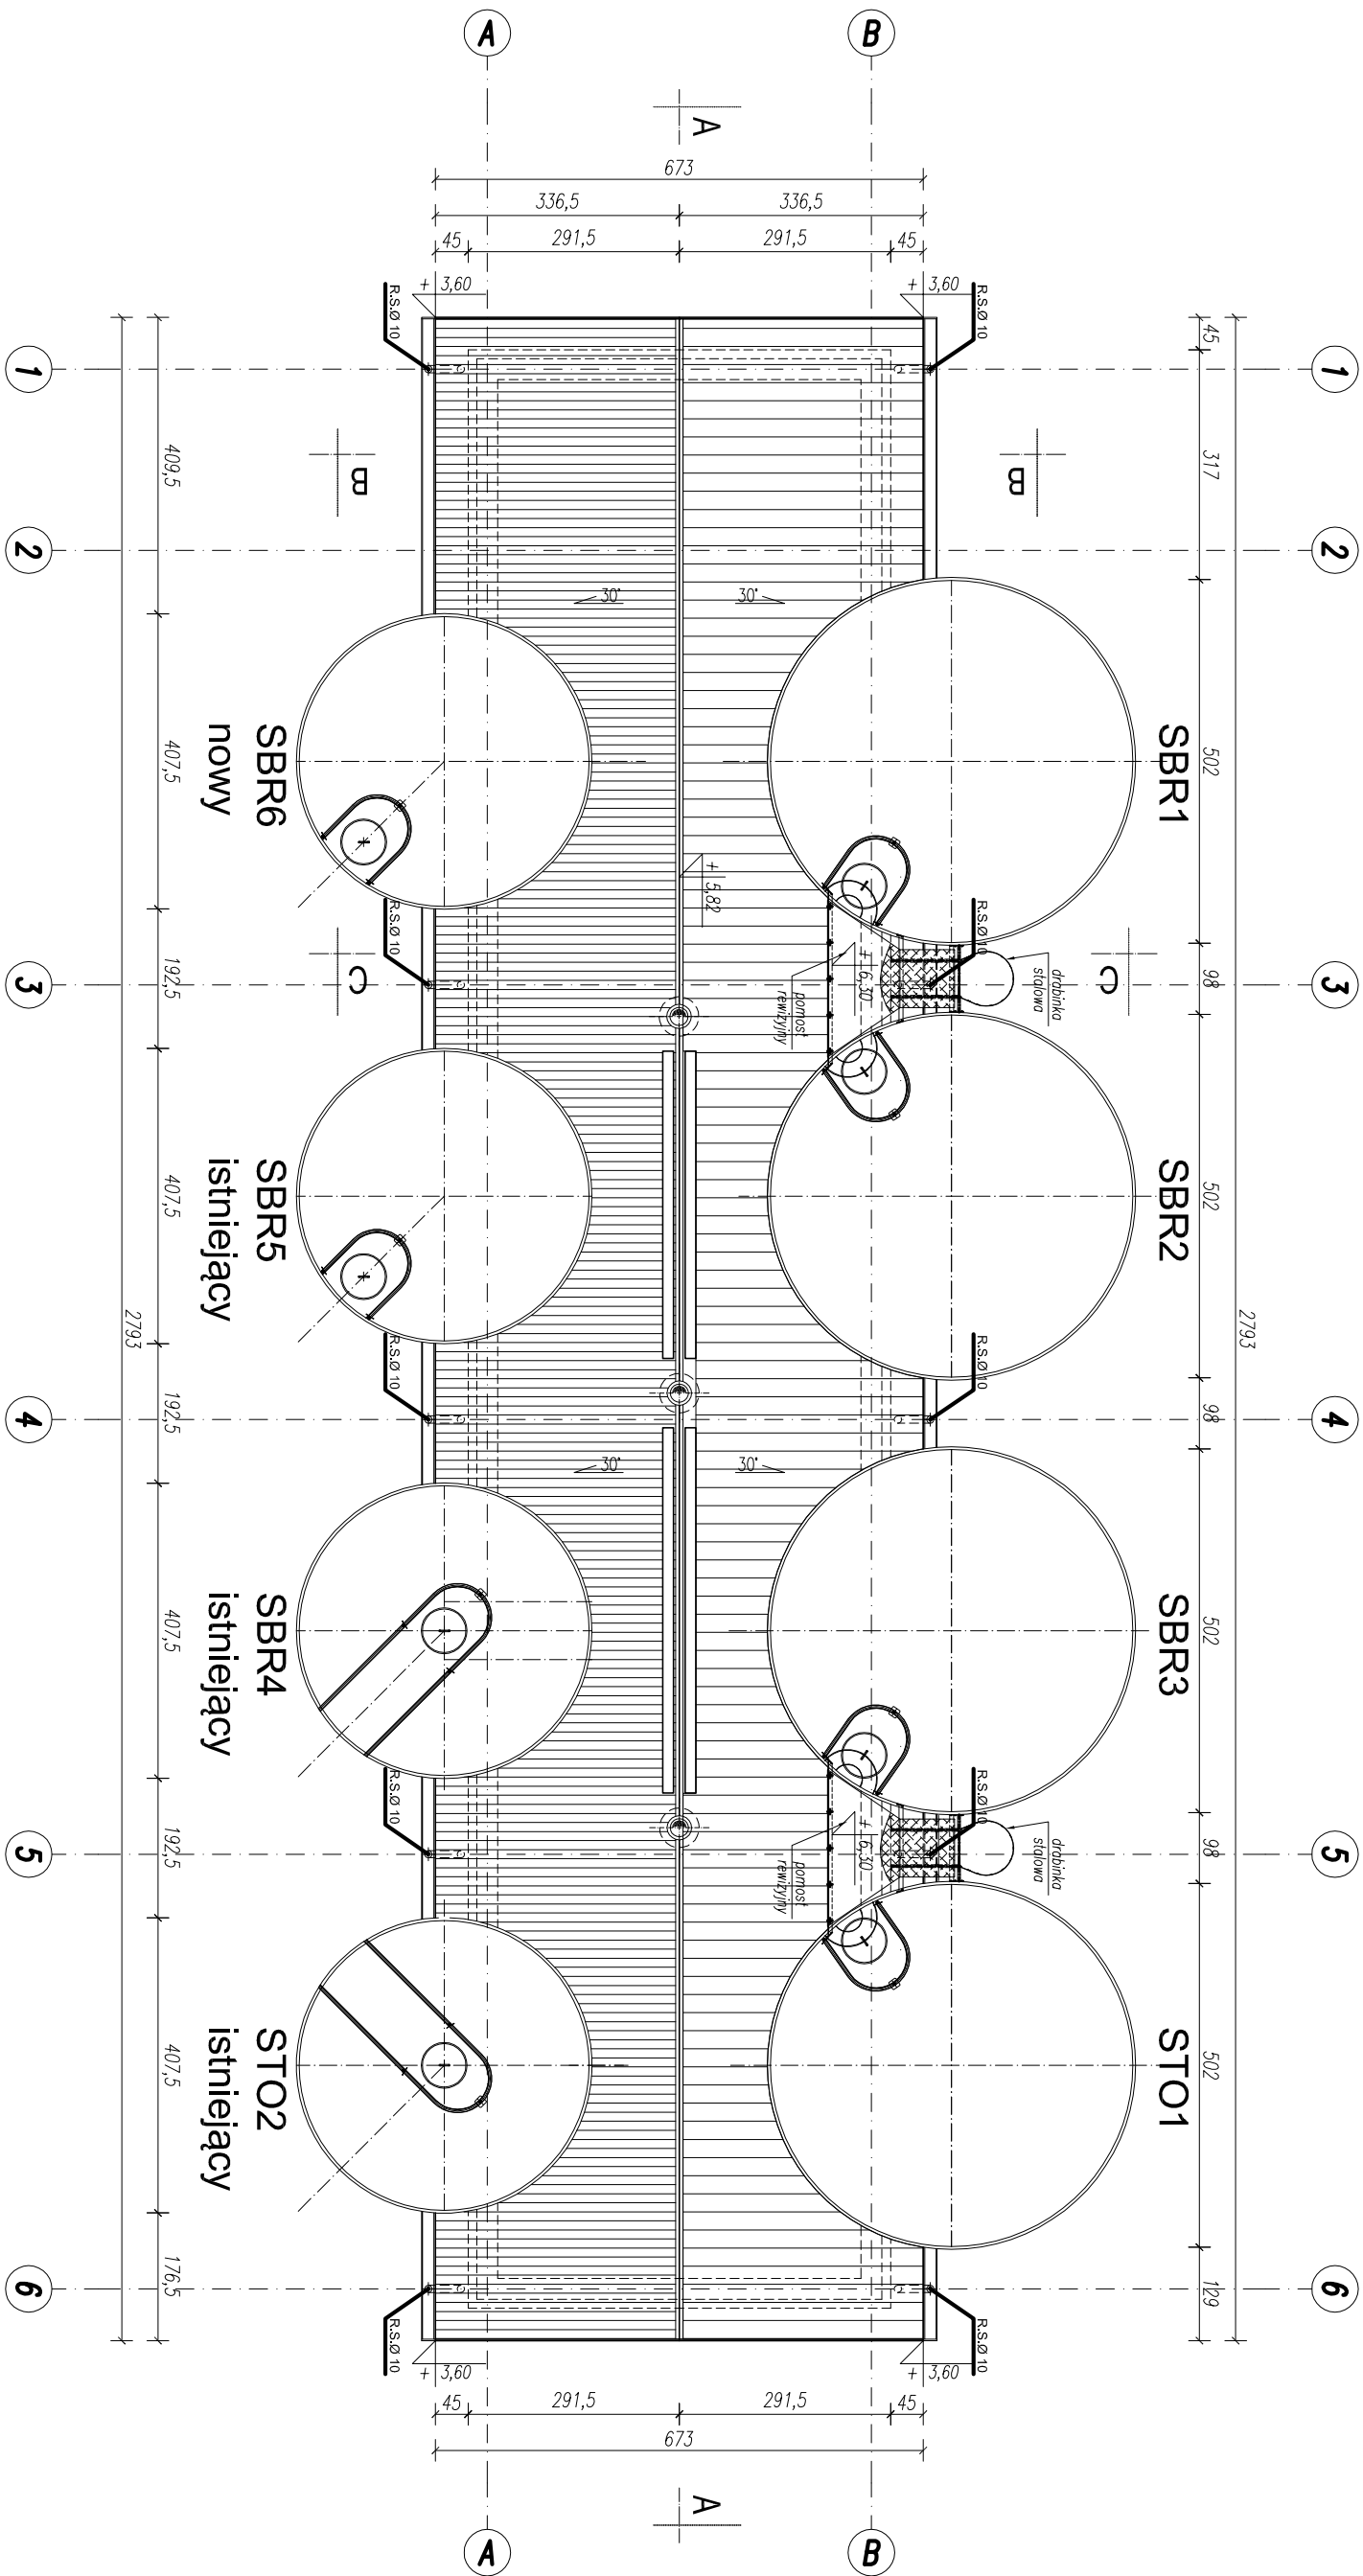 A
B
A
673
336,5
336,5
45
291,5
291,5
45
+ 3,60
+ 3,60
R.S.Ø 10
R.S.Ø 10
2793
45
317
502
98
502
98
502
98
502
129
1
2
3
4
5
6
B
B
C
C
SBR1
SBR2
SBR3
STO1
30°
30°
+ 5,82
+ 6,30
pomost
rewizyjny
drabinka
stalowa
R.S.Ø 10
R.S.Ø 10
R.S.Ø 10
R.S.Ø 10
30°
30°
+ 6,30
pomost
rewizyjny
drabinka
stalowa
R.S.Ø 10
R.S.Ø 10
SBR6
nowy
SBR5
istniejący
SBR4
istniejący
STO2
istniejący
409,5
407,5
192,5
407,5
192,5
407,5
192,5
407,5
176,5
2793
1
2
3
4
5
6
R.S.Ø 10
R.S.Ø 10
+ 3,60
+ 3,60
45
291,5
291,5
45
673
A
A
B